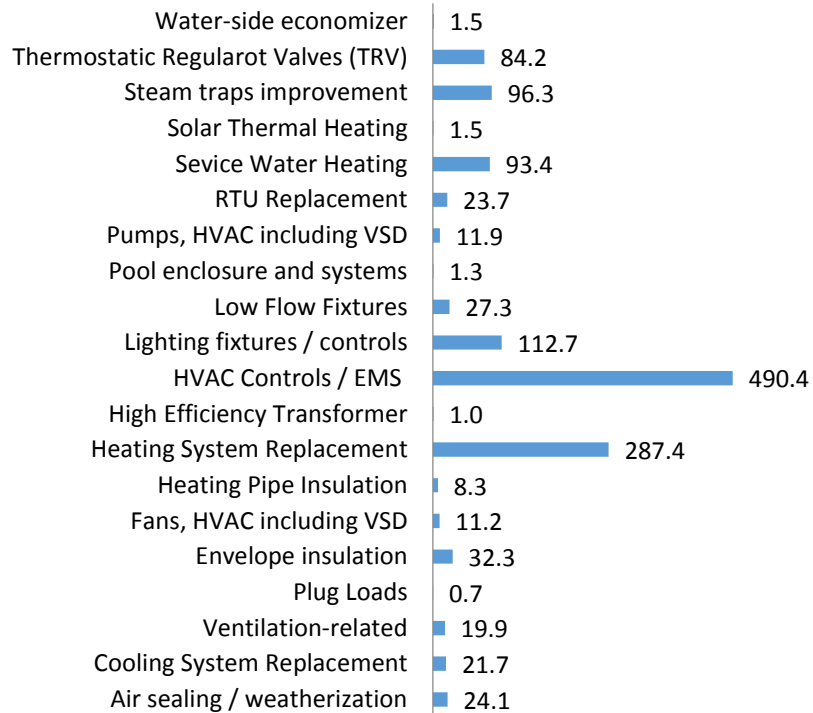 Water-side economizer 1.5
Thermostatic Regularot Valves (TRV) 84.2
Steam traps improvement 96.3
Solar Thermal Heating 1.5
Sevice Water Heating 93.4
RTU Replacement 23.7
Pumps, HVAC including VSD 11.9
Pool enclosure and systems 1.3
Low Flow Fixtures 27.3
Lighting fixtures / controls 112.7
HVAC Controls / EMS 490.4
High Efficiency Transformer 1.0
Heating System Replacement 287.4
Heating Pipe Insulation 8.3
Fans, HVAC including VSD 11.2
Envelope insulation 32.3
Plug Loads 0.7
Ventilation-related 19.9
Cooling System Replacement 21.7
Air sealing / weatherization 24.1